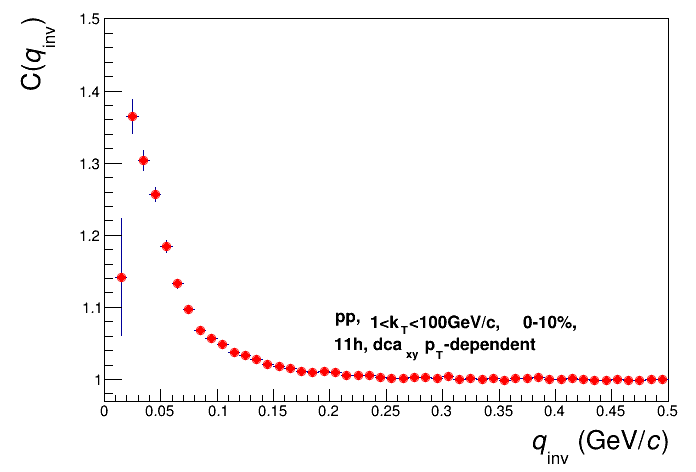 C(q_inv)
1.5
1.4
1.3
1.2
1.1
1
pp, 1<k_T<100GeV/c, 0-10%,
11h, dca_xy p_T-dependent
0 0.05 0.1 0.15 0.2 0.25 0.3 0.35 0.4 0.45 0.5
q_inv (GeV/c)